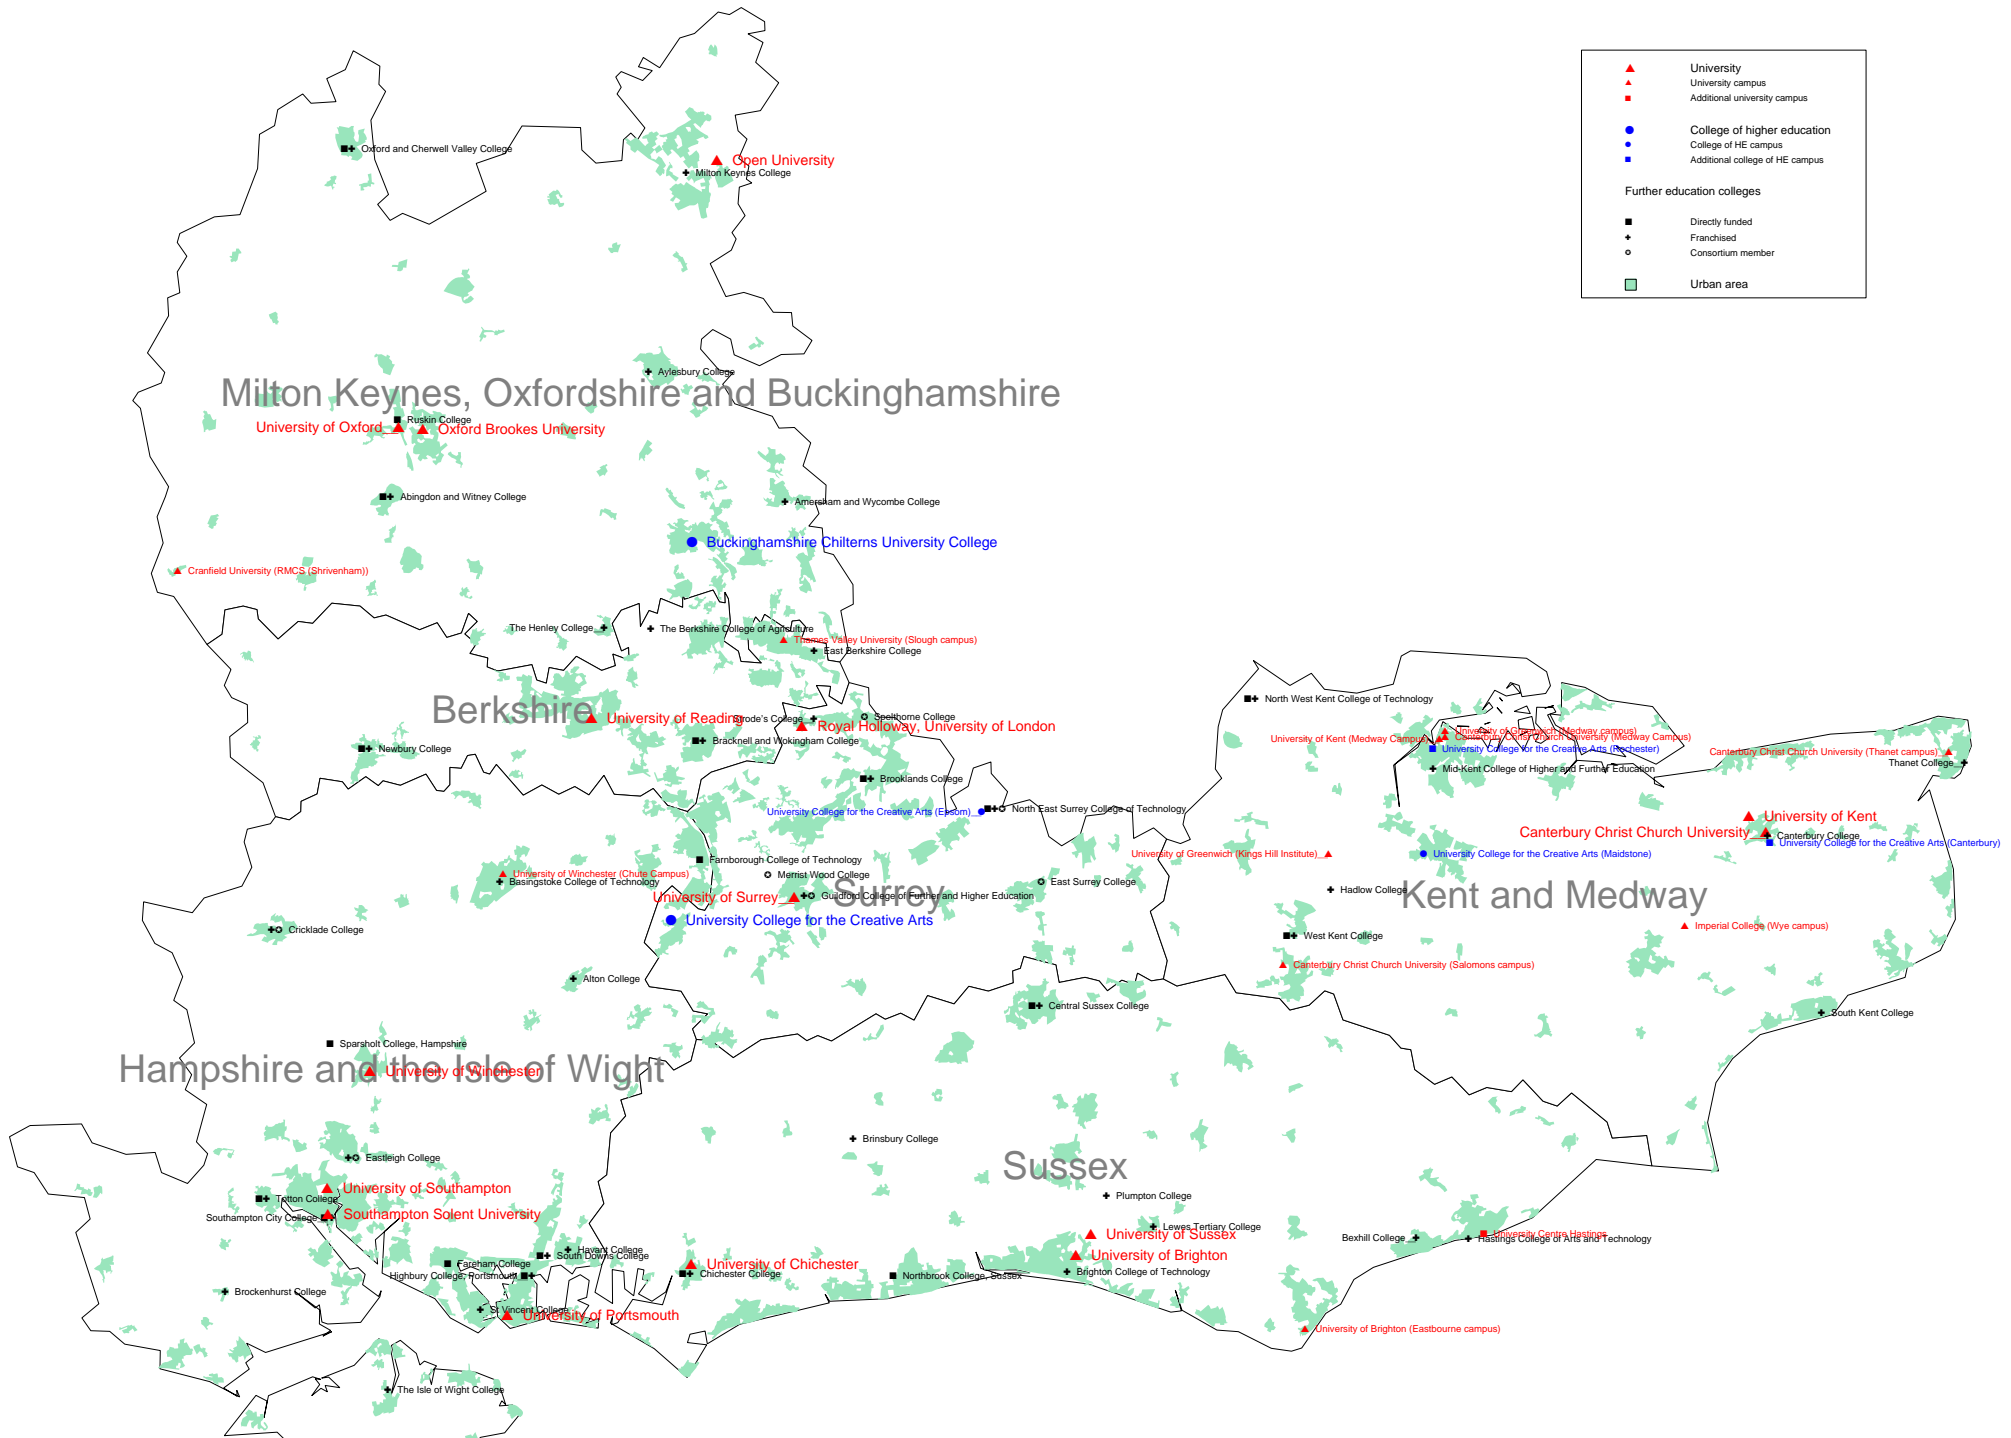 University
University campus
Additional university campus
College of higher education
College of HE campus
Additional college of HE campus
Further education colleges
Directly funded
Franchised
Consortium member
Urban area
Oxford and Cherwell Valley College
Open University
Milton Keynes College
Aylesbury College
Milton Keynes, Oxfordshire and Buckinghamshire
Ruskin College
University of Oxford
Oxford Brookes University
Abingdon and Witney College
Amersham and Wycombe College
Buckinghamshire Chilterns University College
Cranfield University (RMCS (Shrivenham))
The Henley College
The Berkshire College of Agriculture
Thames Valley University (Slough campus)
East Berkshire College
Berkshire
University of Reading
Strode's College
Spelthorne College
Royal Holloway, University of London
Bracknell and Wokingham College
Newbury College
Brooklands College
North West Kent College of Technology
University of Greenwich (Medway campus)
University of Kent (Medway Campus)
Canterbury Christ Church University (Medway Campus)
University College for the Creative Arts (Rochester)
Mid-Kent College of Higher and Further Education
Canterbury Christ Church University (Thanet campus)
Thanet College
University College for the Creative Arts (Epsom)
North East Surrey College of Technology
University of Kent
Canterbury Christ Church University
Canterbury College
University College for the Creative Arts (Canterbury)
University of Greenwich (Kings Hill Institute)
University College for the Creative Arts (Maidstone)
Farnborough College of Technology
University of Winchester (Chute Campus)
Basingstoke College of Technology
Merrist Wood College
East Surrey College
Surrey
University of Surrey
Guildford College of Further and Higher Education
Hadlow College
Kent and Medway
University College for the Creative Arts
Cricklade College
Imperial College (Wye campus)
West Kent College
Canterbury Christ Church University (Salomons campus)
Alton College
Central Sussex College
South Kent College
Sparsholt College, Hampshire
Hampshire and the Isle of Wight
University of Winchester
Brinsbury College
Eastleigh College
Sussex
University of Southampton
Totton College
Plumpton College
Southampton Solent University
Southampton City College
Lewes Tertiary College
University of Sussex
University Centre Hastings
Bexhill College
Hastings College of Arts and Technology
Havant College
South Downs College
University of Brighton
Fareham College
University of Chichester
Highbury College, Portsmouth
Chichester College
Northbrook College, Sussex
Brighton College of Technology
Brockenhurst College
St Vincent College
University of Portsmouth
University of Brighton (Eastbourne campus)
The Isle of Wight College